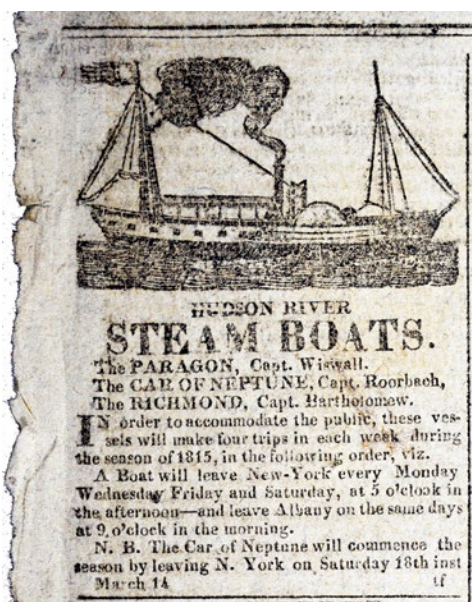 HUDSON RIVER
STEAM BOATS.
The PARAGON, Capt. Wiswall.
The CAR OF NEPTUNE, Capt. Roorbach,
The RICHMOND, Capt. Bartholomew.
IN order to accommodate the public, these ves-
sels will make four trips in each week during
the season of 1815, in the following order, viz.
A Boat will leave New-York every Monday
Wednesday Friday and Saturday, at 5 o'clock in
the afternoon—and leave Albany on the same days
at 9 o'clock in the morning.
N. B. The Car of Neptune will commence the
season by leaving N. York on Saturday 18th inst
March 14 tf